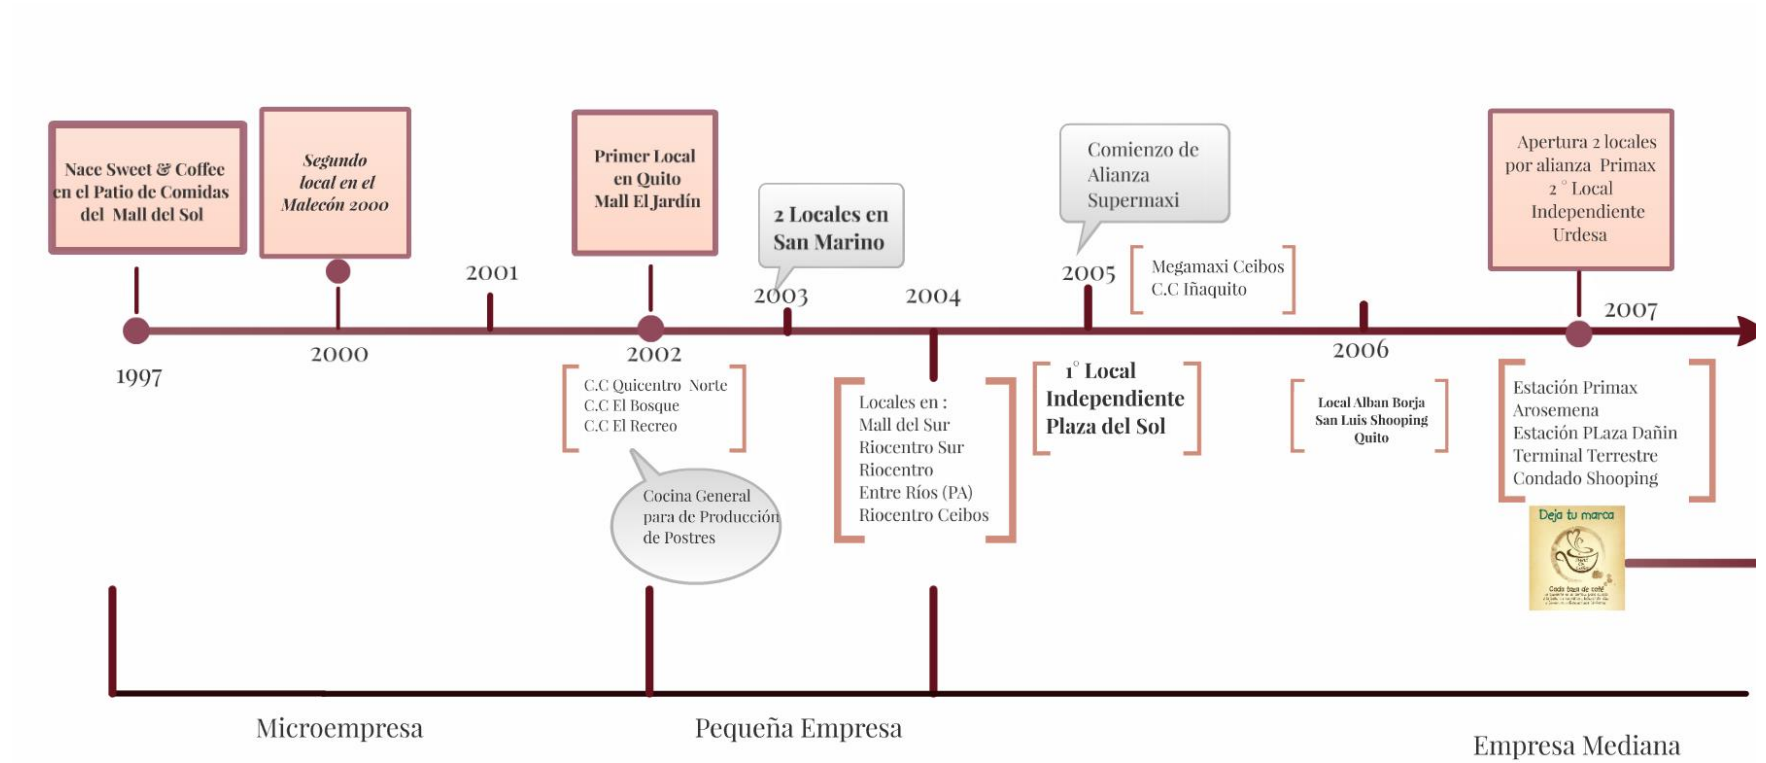 Nace Sweet & Coffee
en el Patio de Comidas
del Mall del Sol
1997
Segundo
local en el
Malecón 2000
2000
2001
Primer Local
en Quito
Mall El Jardín
2002
C.C Quicentro Norte
C.C El Bosque
C.C El Recreo
Cocina General
para de Producción
de Postres
2 Locales en
San Marino
2003
2004
Locales en :
Mall del Sur
Riocentro Sur
Riocentro
Entre Ríos (PA)
Riocentro Ceibos
Comienzo de
Alianza
Supermaxi
2005
Megamaxi Ceibos
C.C Iñaquito
1° Local
Independiente
Plaza del Sol
2006
Local Alban Borja
San Luis Shooping
Quito
Apertura 2 locales
por alianza Primax
2° Local
Independiente
Urdesa
2007
Estación Primax
Arosemena
Estación PLaza Dañin
Terminal Terrestre
Condado Shooping
Deja tu marca
Cada taza de café
Microempresa
Pequeña Empresa
Empresa Mediana